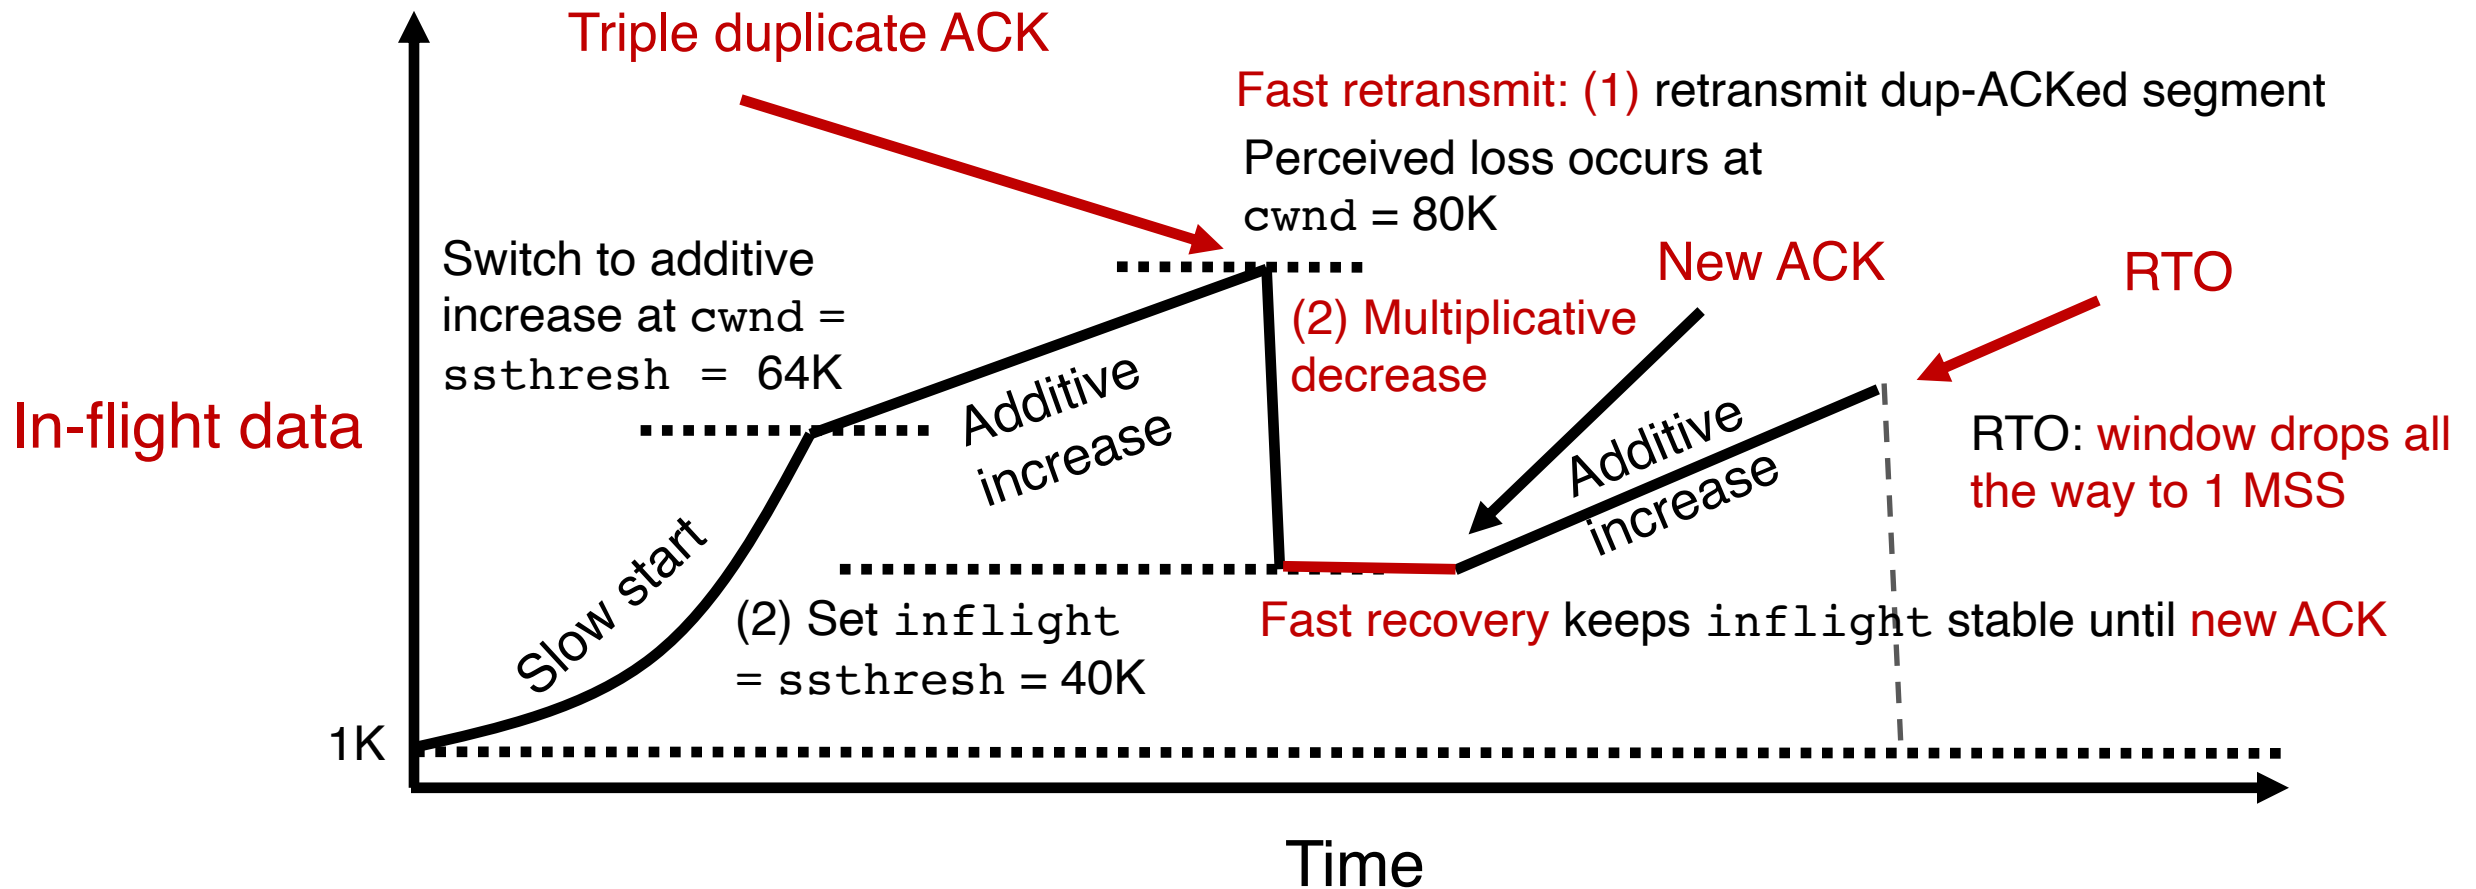 Triple duplicate ACK
Fast retransmit: (1) retransmit dup-ACKed segment
Perceived loss occurs at
cwnd = 80K
Switch to additive
increase at cwnd =
ssthresh = 64K
New ACK
RTO
(2) Multiplicative
decrease
In-flight data
Additive
increase
Additive
increase
RTO: window drops all
the way to 1 MSS
Slow start
(2) Set inflight
= ssthresh = 40K
Fast recovery keeps inflight stable until new ACK
1K
Time